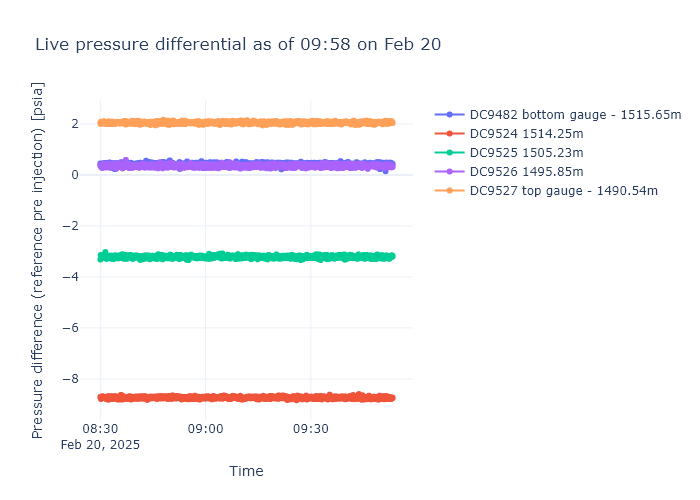 Live pressure differential as of 09:58 on Feb 20
Pressure difference (reference pre injection) [psia]
2
0
−2
−4
−6
−8
08:30
Feb 20, 2025
09:00
09:30
Time
DC9482 bottom gauge - 1515.65m
DC9524 1514.25m
DC9525 1505.23m
DC9526 1495.85m
DC9527 top gauge - 1490.54m